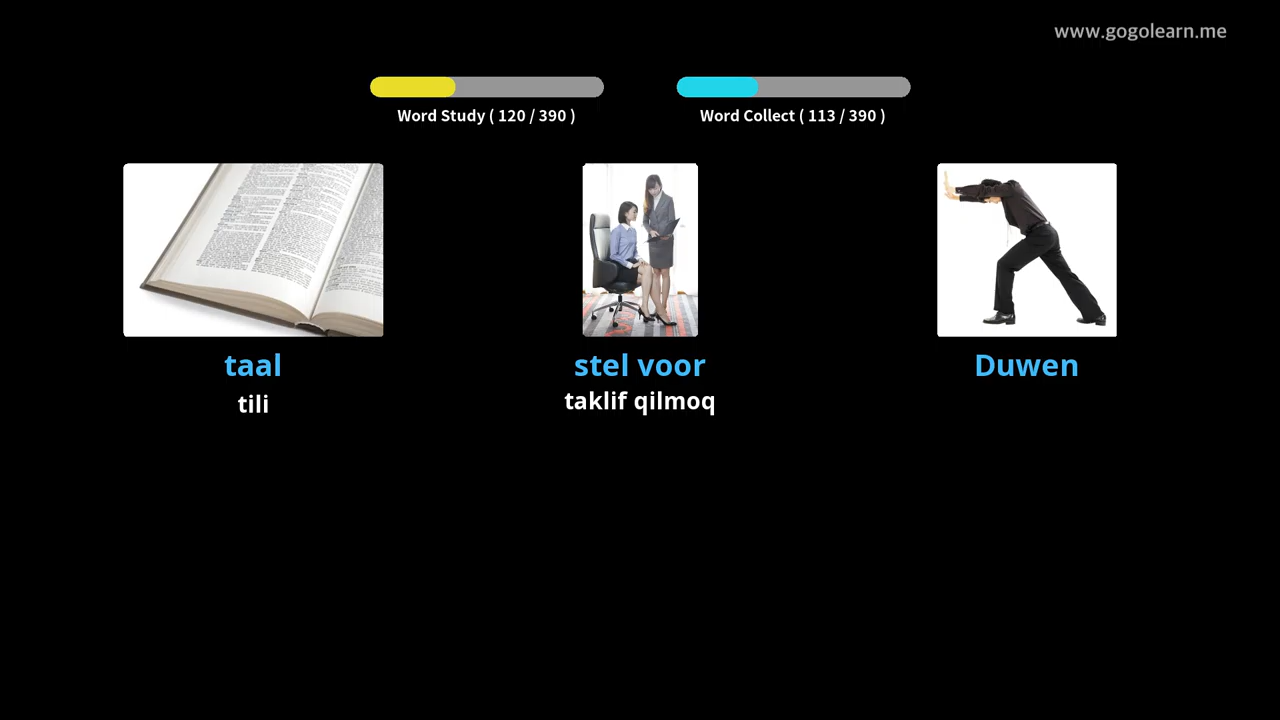 www.gogolearn.me
Word Study ( 120 / 390 )
Word Collect ( 113 / 390 )
taal
tili
stel voor
taklif qilmoq
Duwen